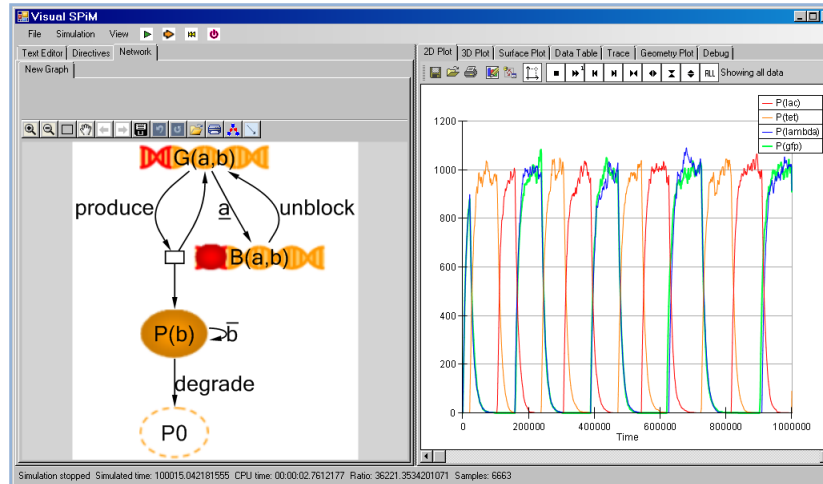 Visual SPiM
File Simulation View
Text Editor Directives Network
New Graph
G(a,b)
produce a unblock
B(a,b)
P(b) b
degrade
P0
2D Plot 3D Plot Surface Plot Data Table Trace Geometry Plot Debug
1 ALL Showing all data
P(lac)
P(tet)
P(lambda)
P(gfp)
1200
1000
800
600
400
200
0
0 200000 400000 600000 800000 1000000
Time
Simulation stopped Simulated time: 100015.042181555 CPU time: 00:00:02.7612177 Ratio: 36221.3534201071 Samples: 6663